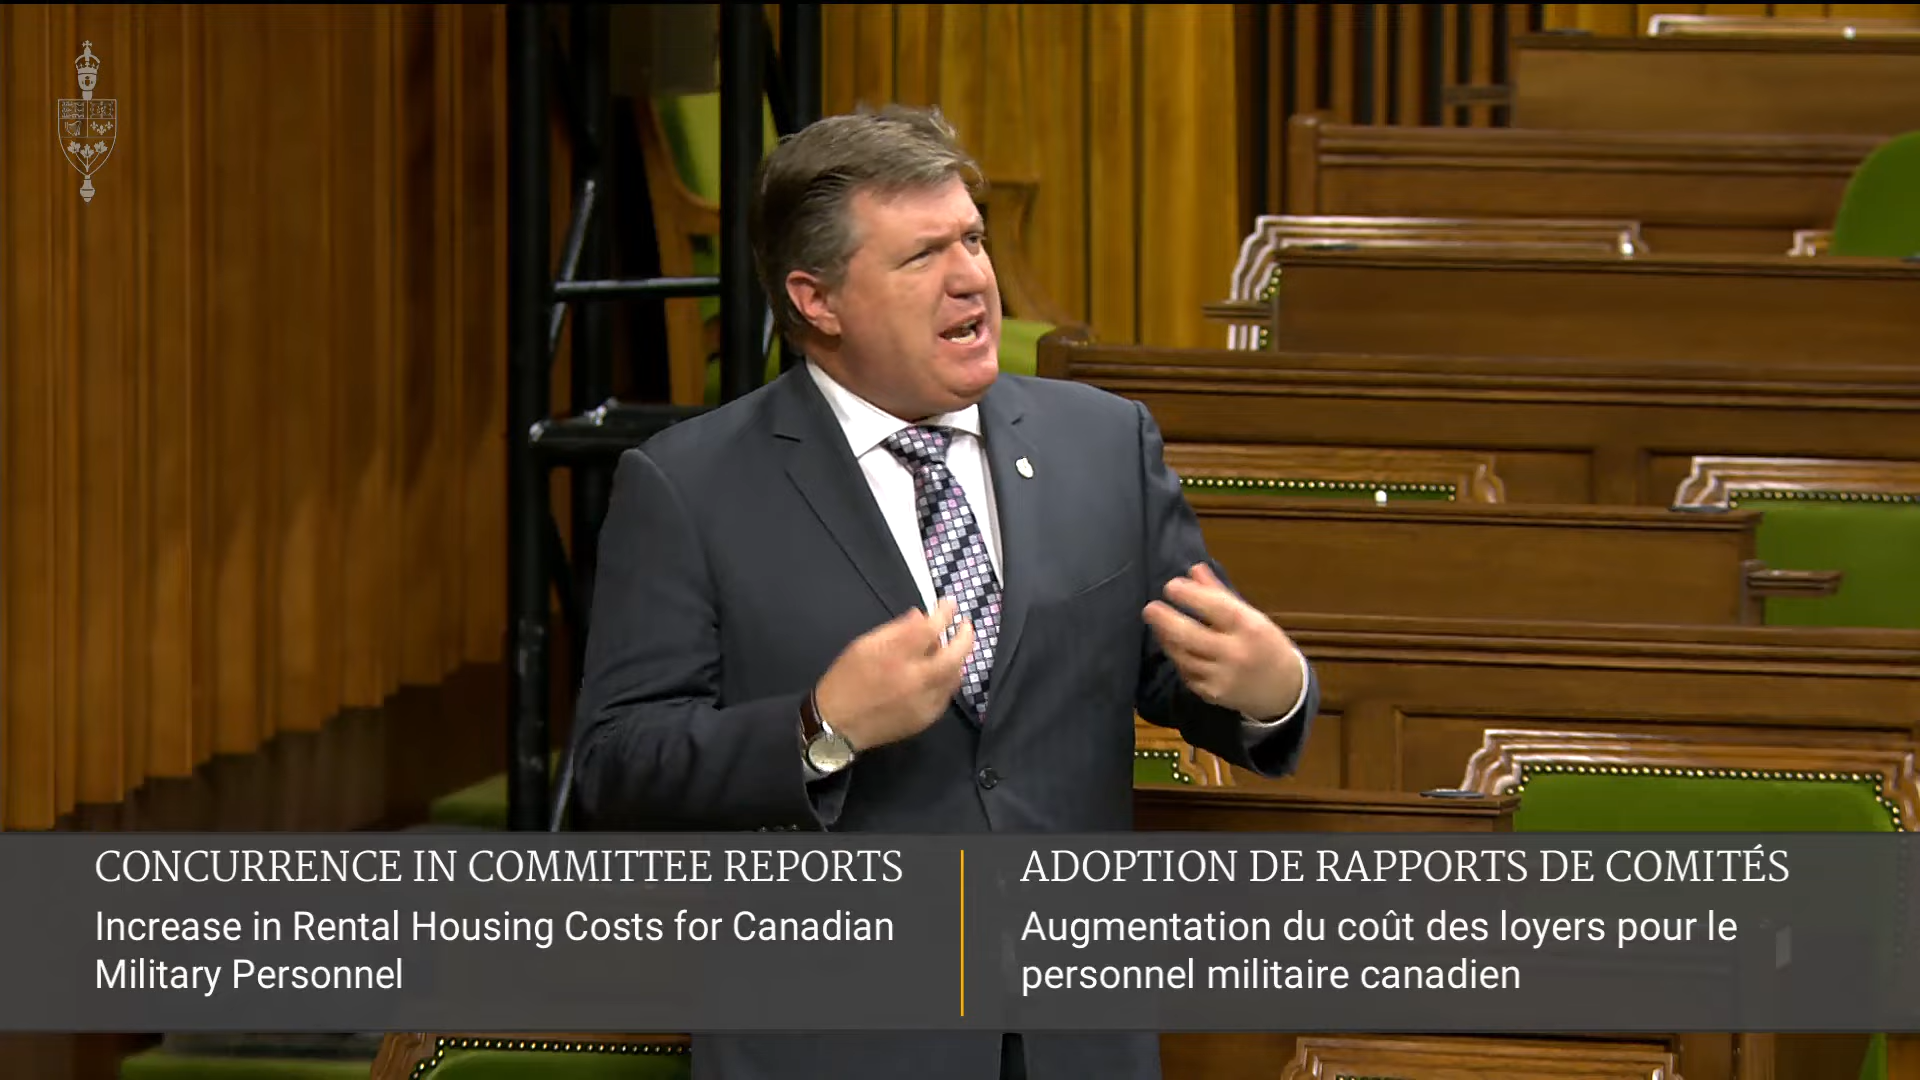 CONCURRENCE IN COMMITTEE REPORTS
Increase in Rental Housing Costs for Canadian
Military Personnel
ADOPTION DE RAPPORTS DE COMITÉS
Augmentation du coût des loyers pour le
personnel militaire canadien